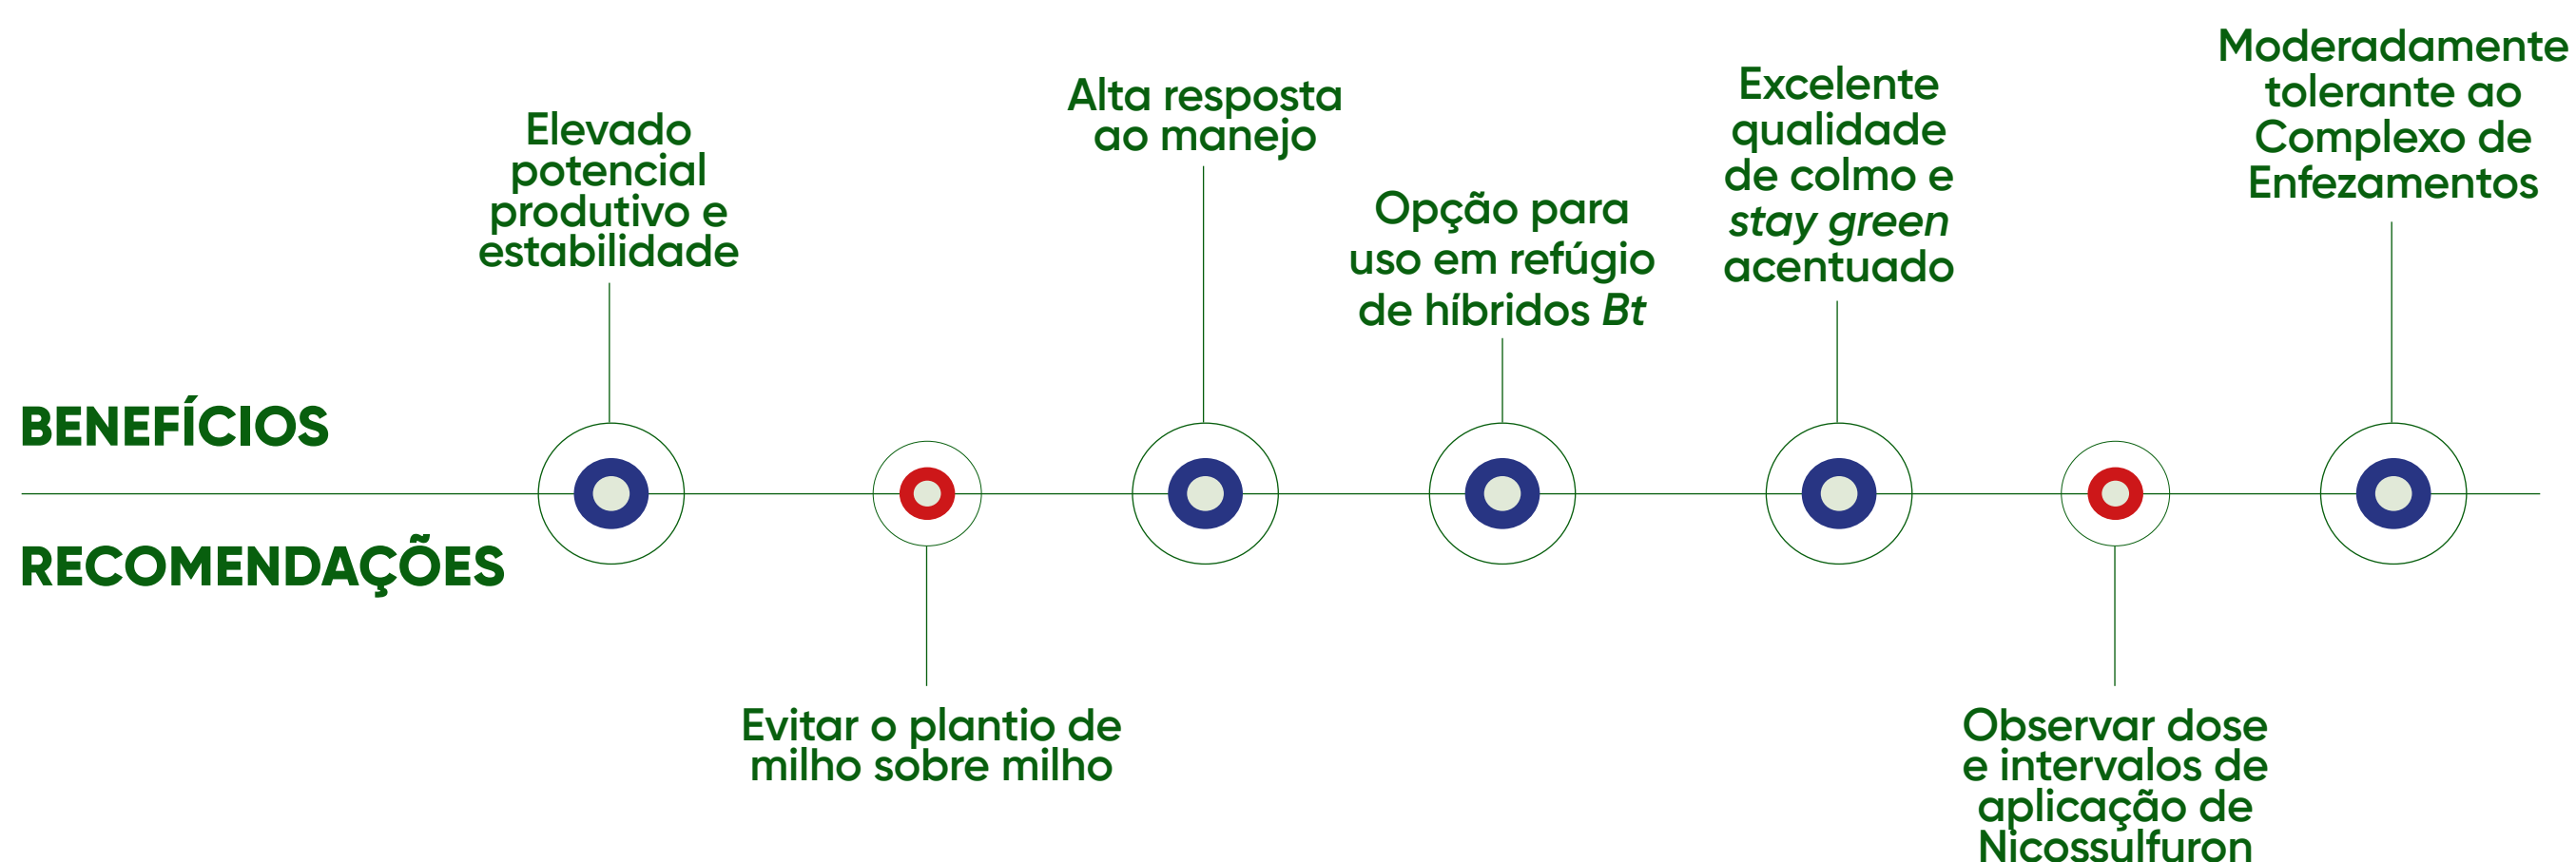 BENEFÍCIOS
Elevado
potencial
produtivo e
estabilidade
Alta resposta
ao manejo
Opção para
uso em refúgio
de híbridos Bt
Excelente
qualidade
de colmo e
stay green
acentuado
Moderadamente
tolerante ao
Complexo de
Enfezamentos
RECOMENDAÇÕES
Evitar o plantio de
milho sobre milho
Observar dose
e intervalos de
aplicação de
Nicossulfuron